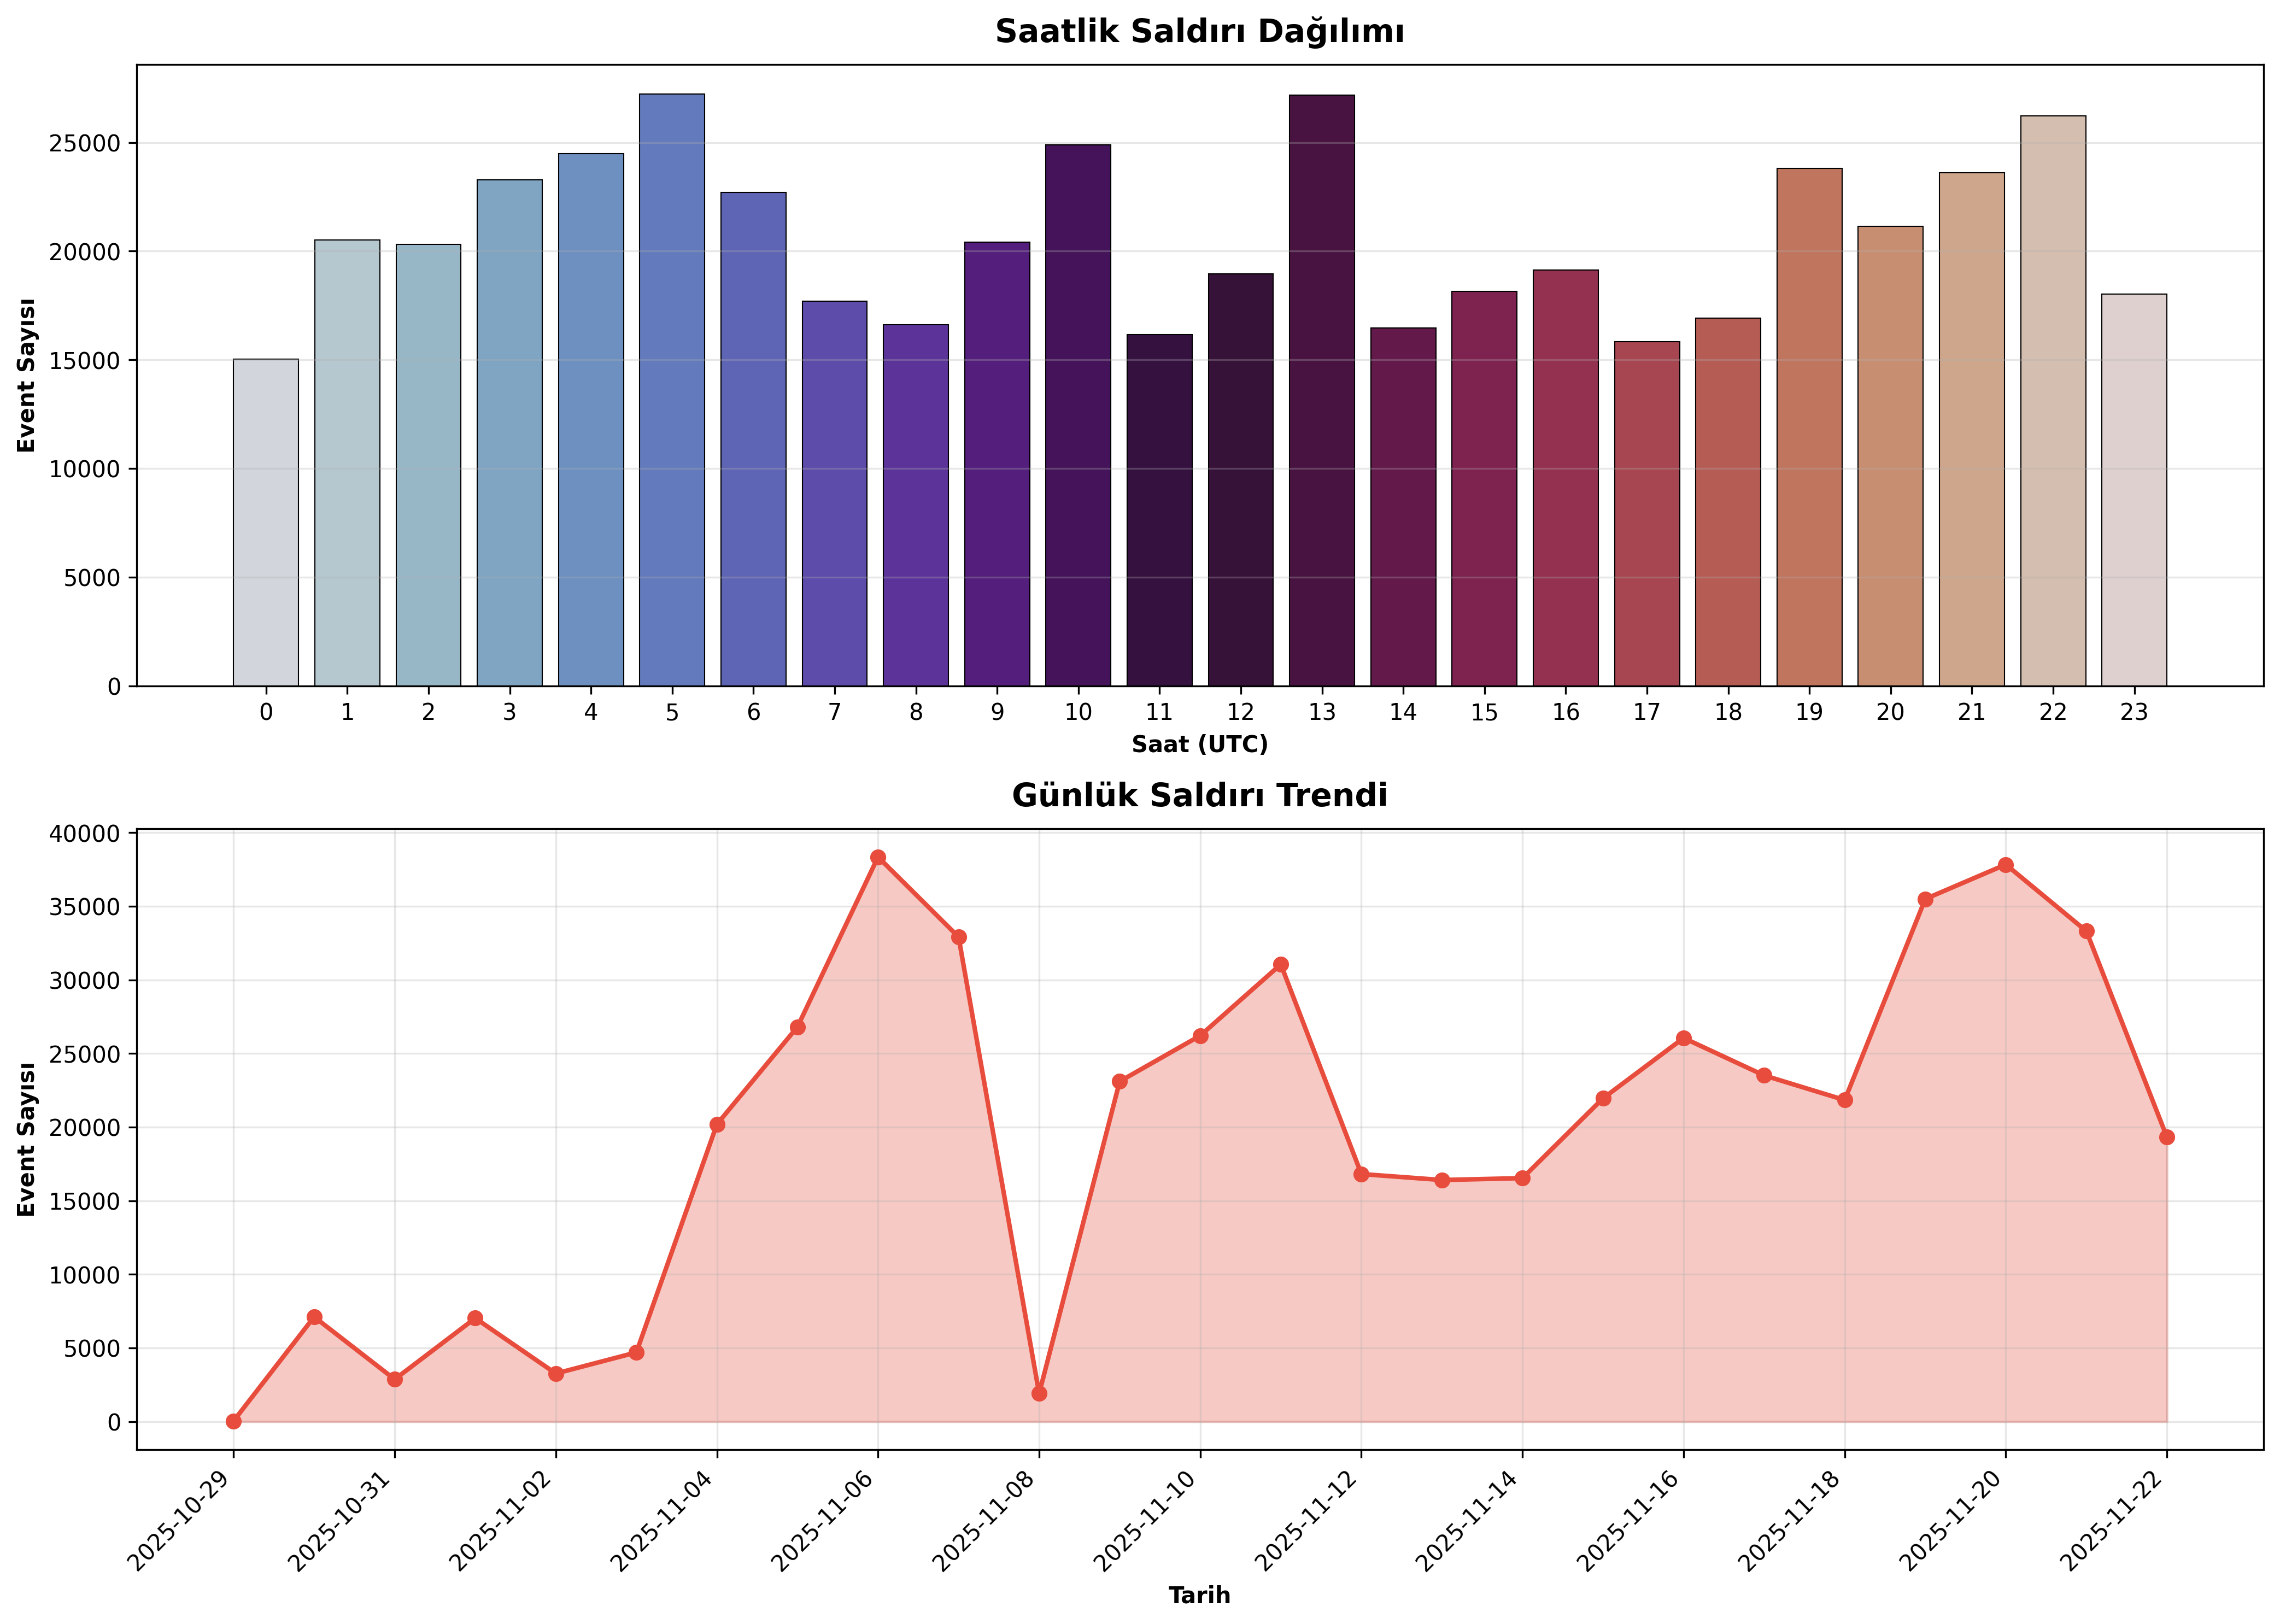 Saatlik Saldırı Dağılımı
Event Sayısı
25000
20000
15000
10000
5000
0
0 1 2 3 4 5 6 7 8 9 10 11 12 13 14 15 16 17 18 19 20 21 22 23
Saat (UTC)
Günlük Saldırı Trendi
Event Sayısı
40000
35000
30000
25000
20000
15000
10000
5000
0
2025-10-29 2025-10-31 2025-11-02 2025-11-04 2025-11-06 2025-11-08 2025-11-10 2025-11-12 2025-11-14 2025-11-16 2025-11-18 2025-11-20 2025-11-22
Tarih